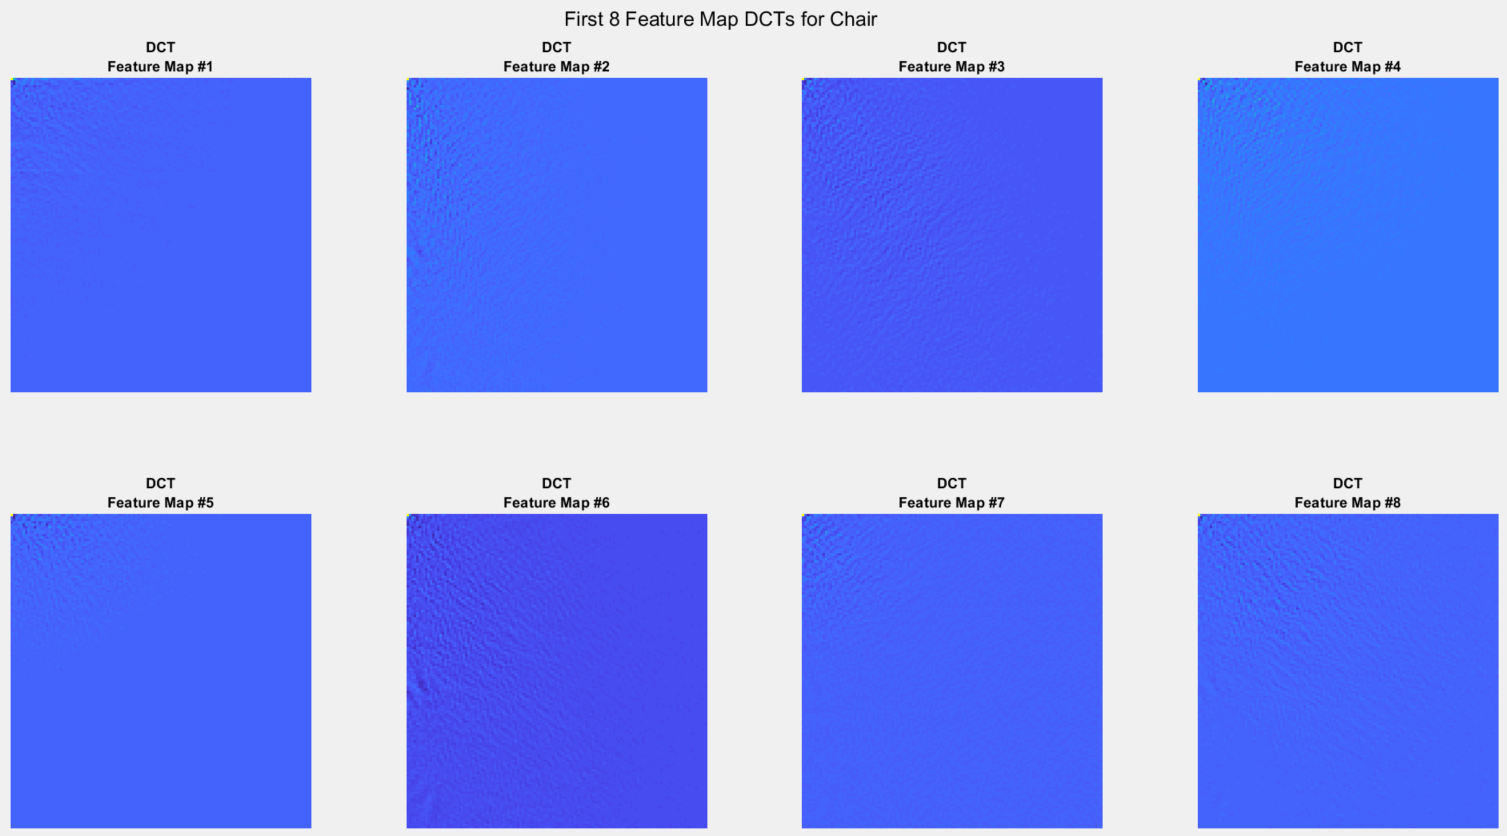 First 8 Feature Map DCTs for Chair
DCT
Feature Map #1
DCT
Feature Map #2
DCT
Feature Map #3
DCT
Feature Map #4
DCT
Feature Map #5
DCT
Feature Map #6
DCT
Feature Map #7
DCT
Feature Map #8